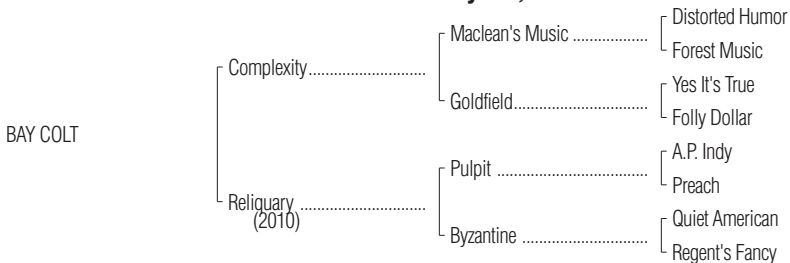 Distorted Humor
Maclean's Music ..................
Forest Music
Complexity............................
Yes It's True
Goldfield................................
Folly Dollar
BAY COLT
A.P. Indy
Pulpit ....................................
Preach
Reliquary ..............................
(2010)
Quiet American
Byzantine ..............................
Regent's Fancy